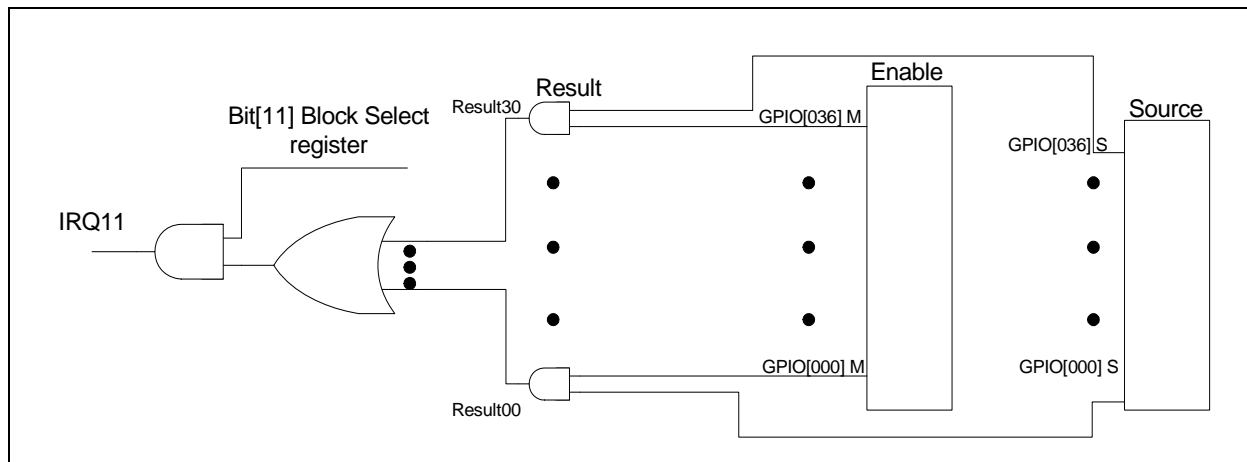 Enable
Result
Source
Result30
Bit[11] Block Select
register
GPIO[036] M
GPIO[036] S
IRQ11
GPIO[000] M
GPIO[000] S
Result00